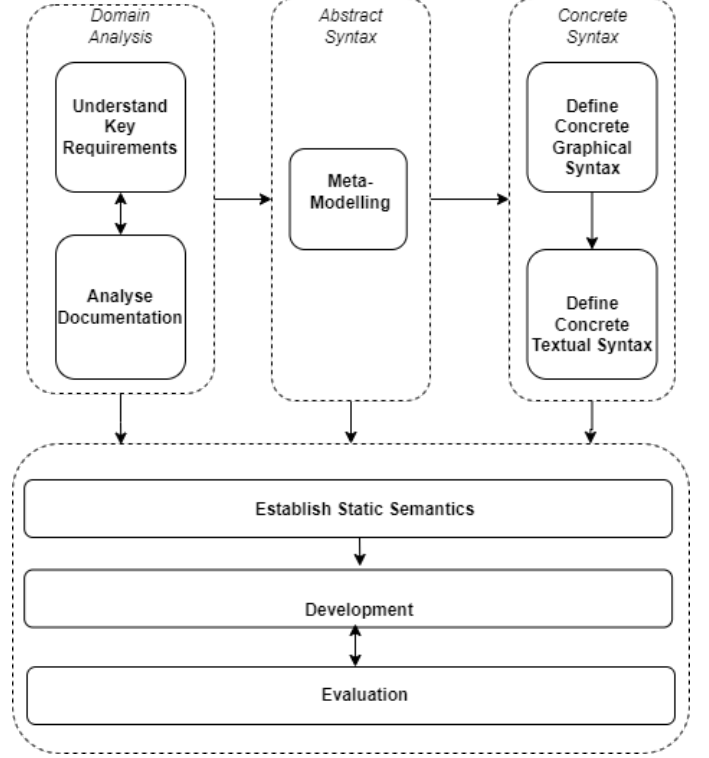 Domain
Analysis
Understand
Key
Requirements
Analyse
Documentation
Abstract
Syntax
Meta-
Modelling
Concrete
Syntax
Define
Concrete
Graphical
Syntax
Define
Concrete
Textual Syntax
Establish Static Semantics
Development
Evaluation